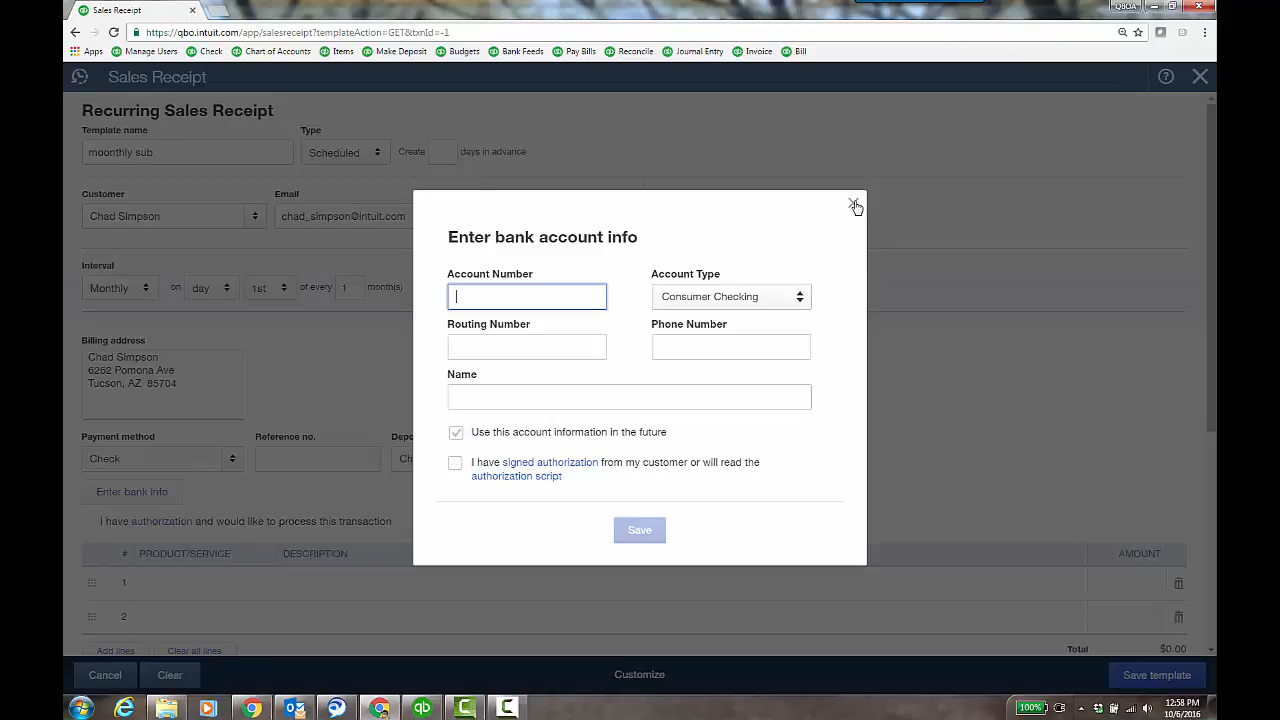 Sales Receipt
QBOA
https://qbo.intuit.com/app/salesreceipt?templateAction=GET&txnId=-1
Apps Manage Users Check Chart of Accounts Items Make Deposit Budgets Bank Feeds Pay Bills Reconcile Journal Entry Invoice Bill
Sales Receipt
Recurring Sales Receipt
Template name Type
moonthly sub Scheduled Create days in advance
Customer Email
Chad SImpson chad_simpson@intuit.com
Enter bank account info
Interval
Monthly on day 1st of every 1 month(s)
Account Number Account Type
Consumer Checking
Routing Number Phone Number
Name
Billing address
Chad Simpson
6262 Pomona Ave
Tucson, AZ 85704
Use this account information in the future
I have signed authorization from my customer or will read the
authorization script
Save
Payment method Reference no. Depo
Check Ch
Enter bank info
I have authorization and would like to process this transaction
# PRODUCT/SERVICE DESCRIPTION AMOUNT
1
2
Add lines Clear all lines Total $0.00
Cancel Clear Customize Save template
100% 12:58 PM
10/6/2016